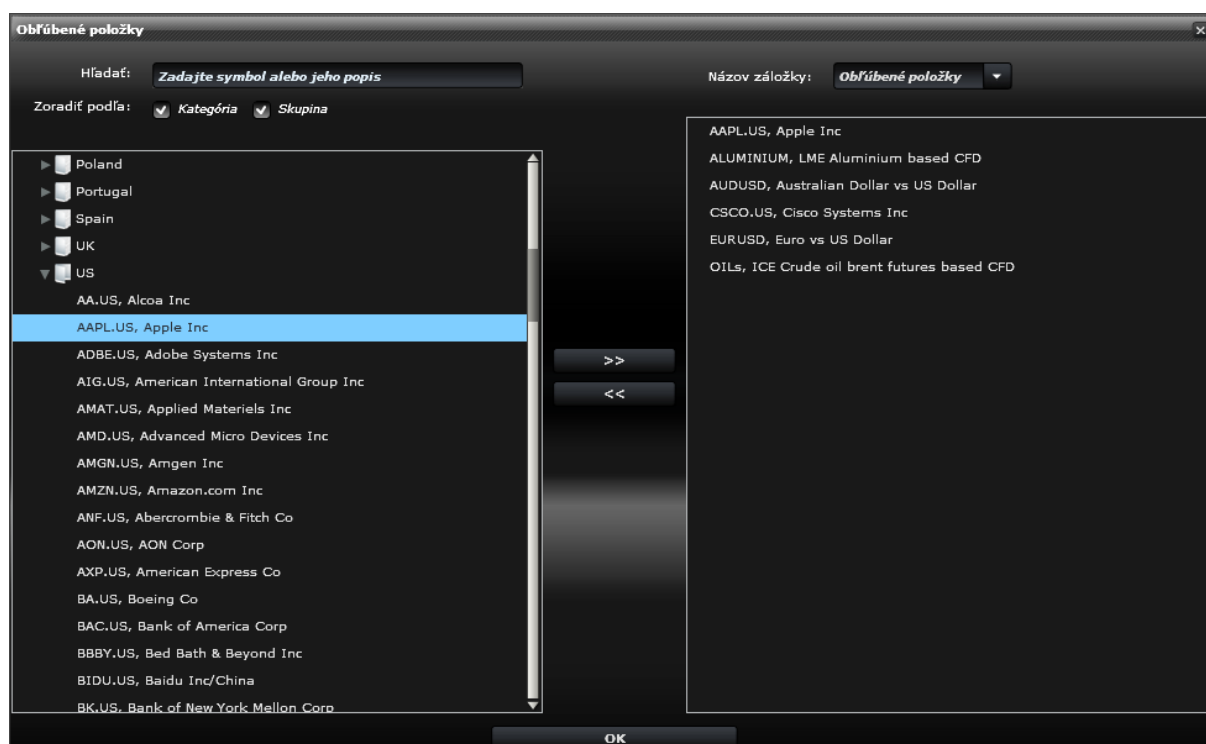 Obľúbené položky
Hľadať: Zadajte symbol alebo jeho popis
Názov záložky: Obľúbené položky
Zoradiť podľa: Kategória Skupina
Poland
Portugal
Spain
UK
US
AA.US, Alcoa Inc
AAPL.US, Apple Inc
ADBE.US, Adobe Systems Inc
AIG.US, American International Group Inc
AMAT.US, Applied Materiels Inc
AMD.US, Advanced Micro Devices Inc
AMGN.US, Amgen Inc
AMZN.US, Amazon.com Inc
ANF.US, Abercrombie & Fitch Co
AON.US, AON Corp
AXP.US, American Express Co
BA.US, Boeing Co
BAC.US, Bank of America Corp
BBBY.US, Bed Bath & Beyond Inc
BIDU.US, Baidu Inc/China
BK.US, Bank of New York Mellon Corp
>>
<<
AAPL.US, Apple Inc
ALUMINIUM, LME Aluminium based CFD
AUDUSD, Australian Dollar vs US Dollar
CSCO.US, Cisco Systems Inc
EURUSD, Euro vs US Dollar
OILs, ICE Crude oil brent futures based CFD
OK